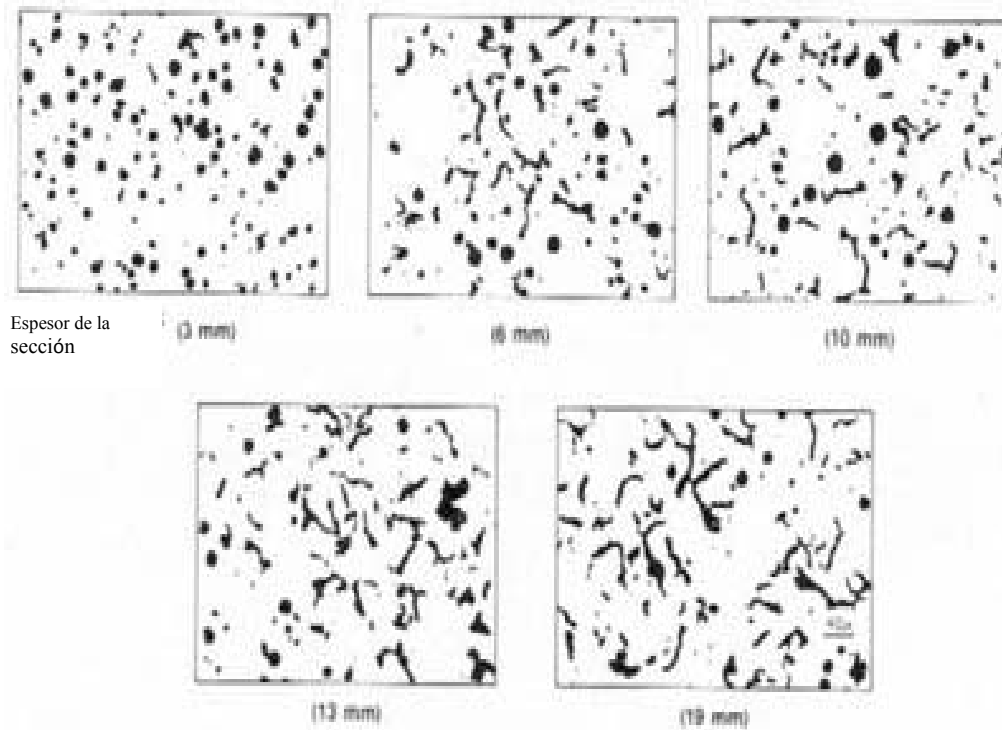 Espesor de la
sección
(3 mm)
(6 mm)
(10 mm)
(13 mm)
(19 mm)